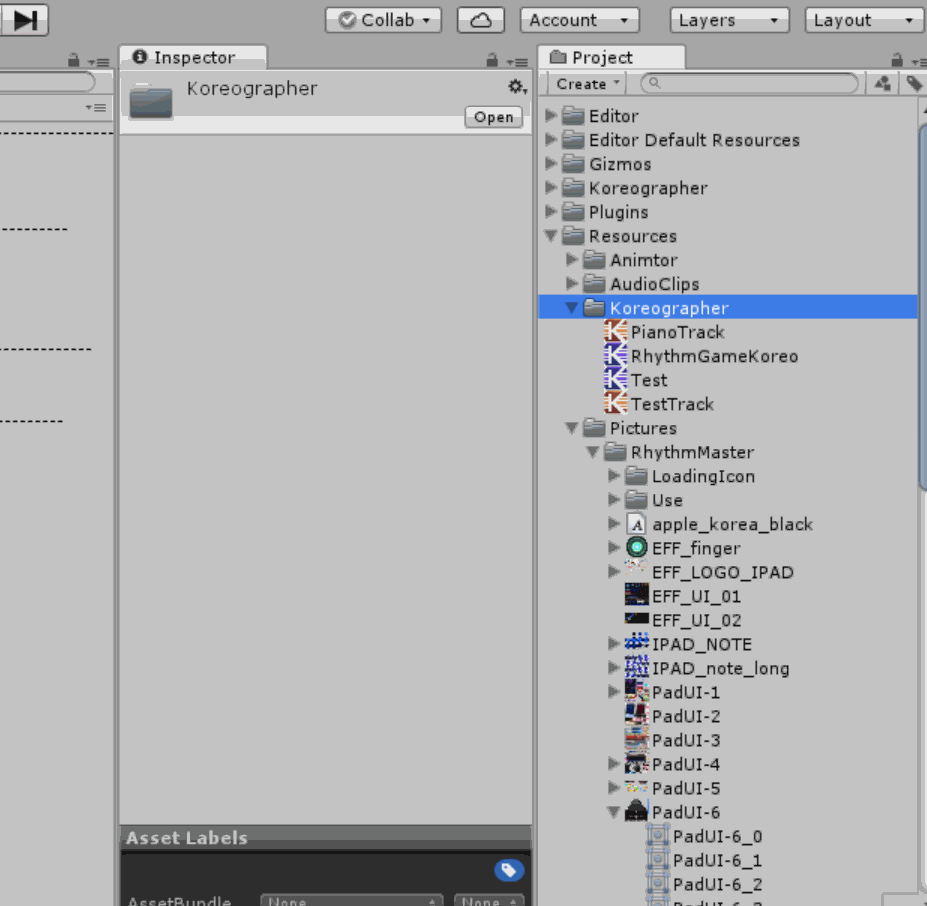 Collab
Account
Layers
Layout
Inspector
Koreographer
Open
Project
Create
Editor
Editor Default Resources
Gizmos
Koreographer
Plugins
Resources
Animtor
AudioClips
Koreographer
PianoTrack
RhythmGameKoreo
Test
TestTrack
Pictures
RhythmMaster
LoadingIcon
Use
apple_korea_black
EFF_finger
EFF_LOGO_IPAD
EFF_UI_01
EFF_UI_02
IPAD_NOTE
IPAD_note_long
PadUI-1
PadUI-2
PadUI-3
PadUI-4
PadUI-5
PadUI-6
PadUI-6_0
PadUI-6_1
PadUI-6_2
Asset Labels
AssetBundle
None
None